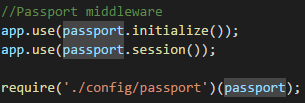 //Passport middleware
app.use(passport.initialize());
app.use(passport.session());
require('./config/passport')(passport);